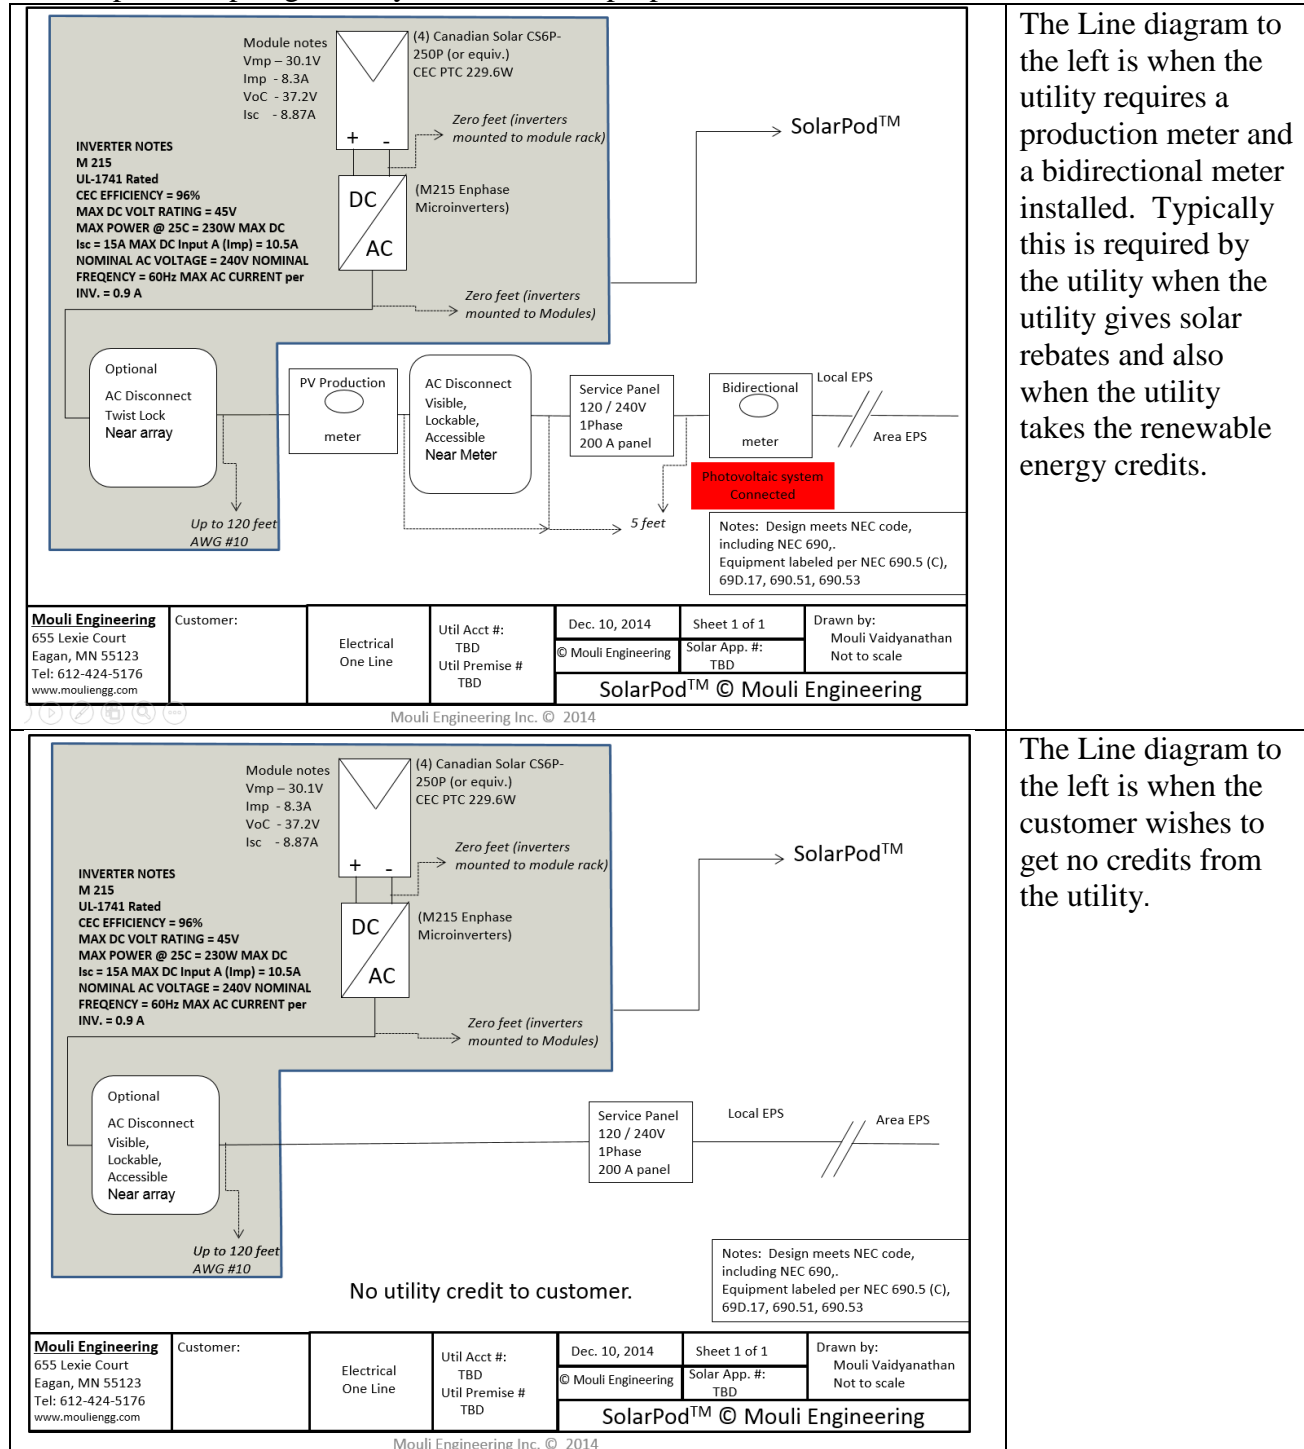 Module notes
Vmp – 30.1V
Imp - 8.3A
VoC - 37.2V
Isc - 8.87A
(4) Canadian Solar CS6P-
250P (or equiv.)
CEC PTC 229.6W
+ -
Zero feet (inverters
mounted to module rack)
SolarPodTM
INVERTER NOTES
M 215
UL-1741 Rated
CEC EFFICIENCY = 96%
MAX DC VOLT RATING = 45V
MAX POWER @ 25C = 230W MAX DC
Isc = 15A MAX DC Input A (Imp) = 10.5A
NOMINAL AC VOLTAGE = 240V NOMINAL
FREQENCY = 60Hz MAX AC CURRENT per
INV. = 0.9 A
DC
AC
(M215 Enphase
Microinverters)
Zero feet (inverters
mounted to Modules)
Optional
AC Disconnect
Twist Lock
Near array
PV Production
meter
AC Disconnect
Visible,
Lockable,
Accessible
Near Meter
Service Panel
120 / 240V
1Phase
200 A panel
Bidirectional
meter
Local EPS
Area EPS
Photovoltaic system
Connected
Up to 120 feet
AWG #10
5 feet
Notes: Design meets NEC code,
including NEC 690,.
Equipment labeled per NEC 690.5 (C),
69D.17, 690.51, 690.53
Mouli Engineering
655 Lexie Court
Eagan, MN 55123
Tel: 612-424-5176
www.mouliengg.com
Customer:
Electrical
One Line
Util Acct #:
TBD
Util Premise #
TBD
Dec. 10, 2014
Sheet 1 of 1
© Mouli Engineering
Solar App. #:
TBD
Drawn by:
Mouli Vaidyanathan
Not to scale
SolarPodTM © Mouli Engineering
Mouli Engineering Inc. © 2014
The Line diagram to
the left is when the
utility requires a
production meter and
a bidirectional meter
installed. Typically
this is required by
the utility when the
utility gives solar
rebates and also
when the utility
takes the renewable
energy credits.
Module notes
Vmp – 30.1V
Imp - 8.3A
VoC - 37.2V
Isc - 8.87A
(4) Canadian Solar CS6P-
250P (or equiv.)
CEC PTC 229.6W
+ -
Zero feet (inverters
mounted to module rack)
SolarPodTM
INVERTER NOTES
M 215
UL-1741 Rated
CEC EFFICIENCY = 96%
MAX DC VOLT RATING = 45V
MAX POWER @ 25C = 230W MAX DC
Isc = 15A MAX DC Input A (Imp) = 10.5A
NOMINAL AC VOLTAGE = 240V NOMINAL
FREQENCY = 60Hz MAX AC CURRENT per
INV. = 0.9 A
DC
AC
(M215 Enphase
Microinverters)
Zero feet (inverters
mounted to Modules)
Optional
AC Disconnect
Visible,
Lockable,
Accessible
Near array
Service Panel
120 / 240V
1Phase
200 A panel
Local EPS
Area EPS
Up to 120 feet
AWG #10
No utility credit to customer.
Notes: Design meets NEC code,
including NEC 690,.
Equipment labeled per NEC 690.5 (C),
69D.17, 690.51, 690.53
Mouli Engineering
655 Lexie Court
Eagan, MN 55123
Tel: 612-424-5176
www.mouliengg.com
Customer:
Electrical
One Line
Util Acct #:
TBD
Util Premise #
TBD
Dec. 10, 2014
Sheet 1 of 1
© Mouli Engineering
Solar App. #:
TBD
Drawn by:
Mouli Vaidyanathan
Not to scale
SolarPodTM © Mouli Engineering
Mouli Engineering Inc. © 2014
The Line diagram to
the left is when the
customer wishes to
get no credits from
the utility.